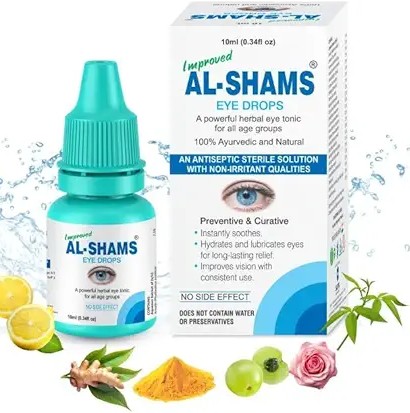 10ml (0.34fl oz)
Improved
AL-SHAMS®
EYE DROPS
A powerful herbal eye tonic
for all age groups
100% Ayurvedic and Natural
AN ANTISEPTIC STERILE SOLUTION
WITH NON-IRRITANT QUALITIES
Preventive & Curative
• Instantly soothes.
• Hydrates and lubricates eyes
for long-lasting relief.
• Improves vision with
consistent use.
NO SIDE EFFECT
DOES NOT CONTAIN WATER
OR PRESERVATIVES
Improved
AL-SHAMS®
EYE DROPS
A powerful herbal eye tonic
for all age groups
NO SIDE EFFECT
10ml (0.34fl oz)